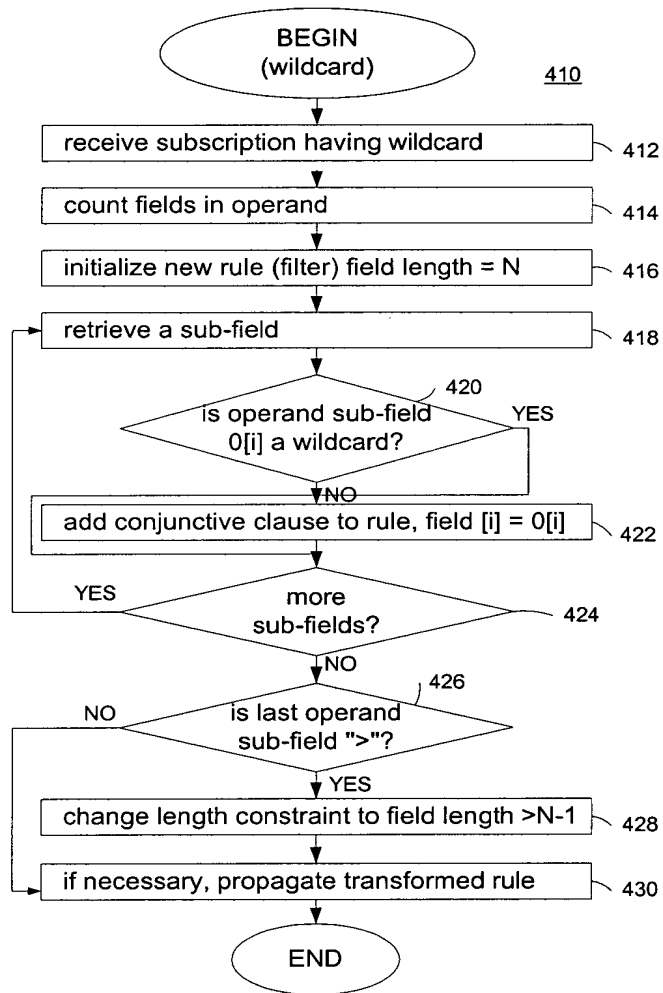 BEGIN
(wildcard)
410
receive subscription having wildcard
412
count fields in operand
414
initialize new rule (filter) field length = N
416
retrieve a sub-field
418
420
is operand sub-field
0[i] a wildcard?
YES
NO
add conjunctive clause to rule, field [i] = 0[i]
422
YES
more
sub-fields?
424
NO
426
NO
is last operand
sub-field ">"?
YES
change length constraint to field length >N-1
428
if necessary, propagate transformed rule
430
END